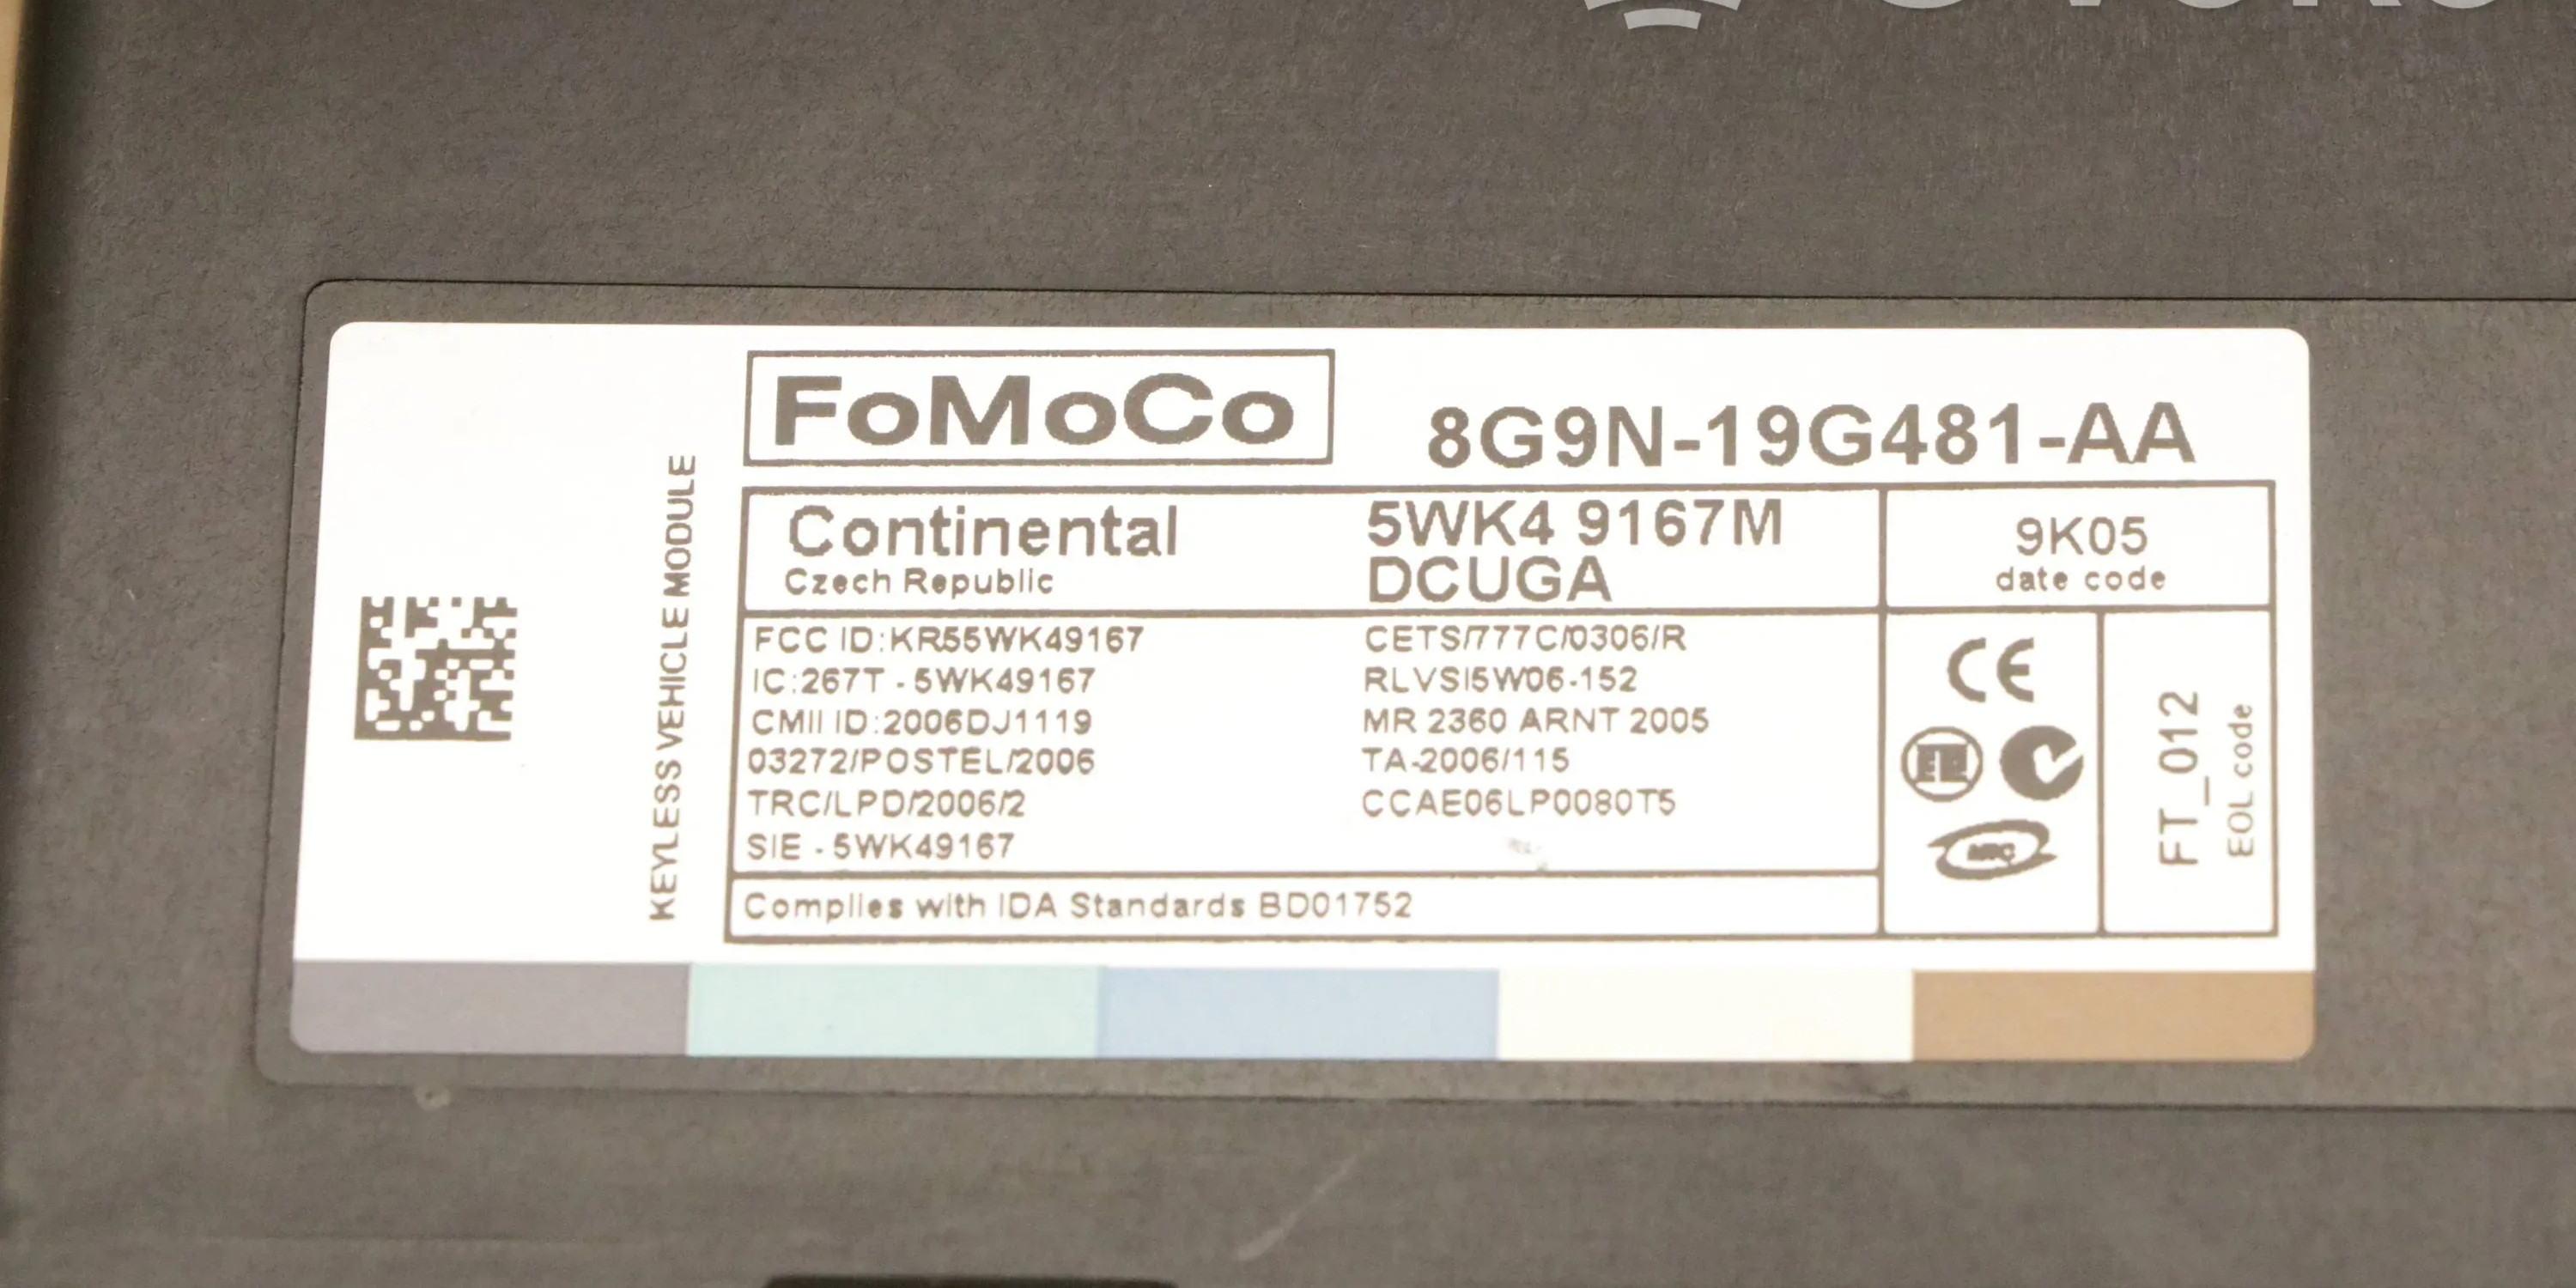 FoMoCo
8G9N-19G481-AA
KEYLESS VEHICLE MODULE
Continental
Czech Republic
5WK4 9167M
DCUGA
9K05
date code
FCC ID:KR55WK49167
IC:267T - 5WK49167
CMII ID:2006DJ1119
03272/POSTEL/2006
TRC/LPD/2006/2
SIE - 5WK49167
CETS/777C/0306/R
RLVSI5W06-152
MR 2360 ARNT 2005
TA-2006/115
CCAE06LP0080T5
CE
FT_012
EOL code
Complies with IDA Standards BD01752